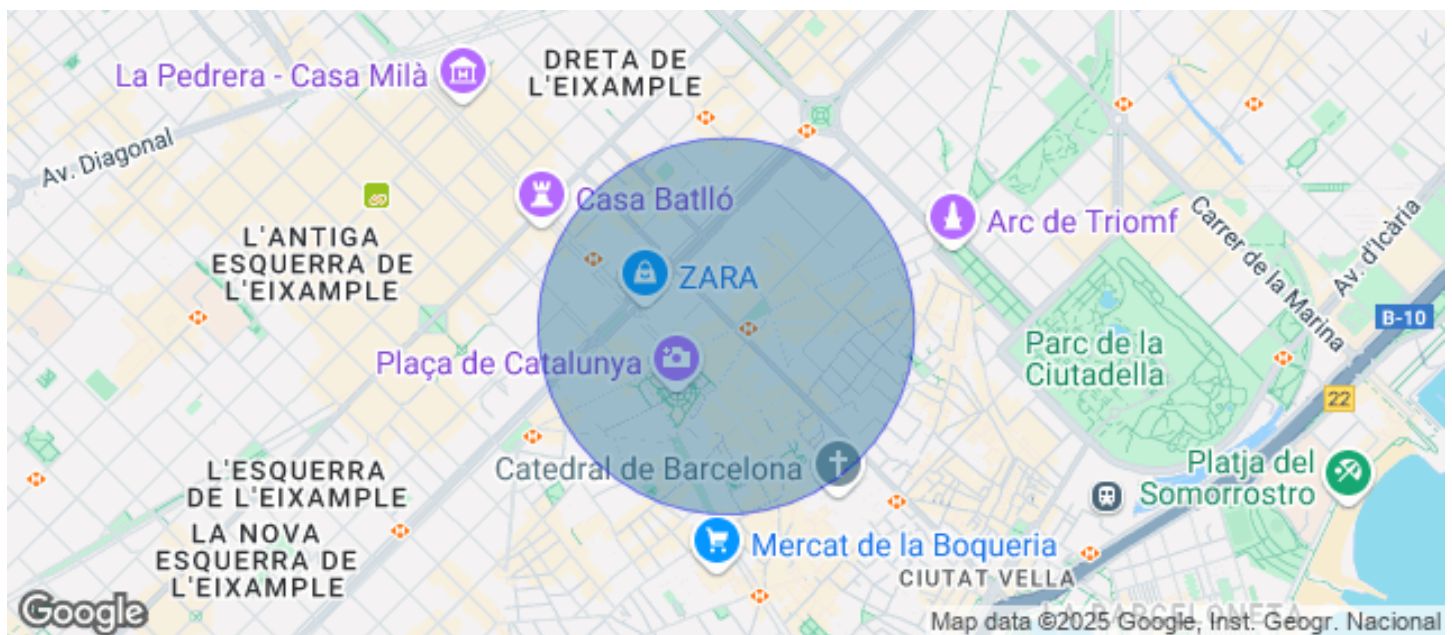 La Pedrera - Casa Milà
DRETA DE
L'EIXAMPLE
Av. Diagonal
Casa Batlló
L'ANTIGA
ESQUERRA DE
L'EIXAMPLE
ZARA
Arc de Triomf
Carrer de la Marina
Av. d'Icària
B-10
Plaça de Catalunya
Parc de la
Ciutadella
22
L'ESQUERRA
DE L'EIXAMPLE
Catedral de Barcelona
Platja del
Somorrostro
LA NOVA
ESQUERRA DE
L'EIXAMPLE
Mercat de la Boqueria
CIUTAT VELLA
LA BARCELONETA
Google
Map data ©2025 Google, Inst. Geogr. Nacional